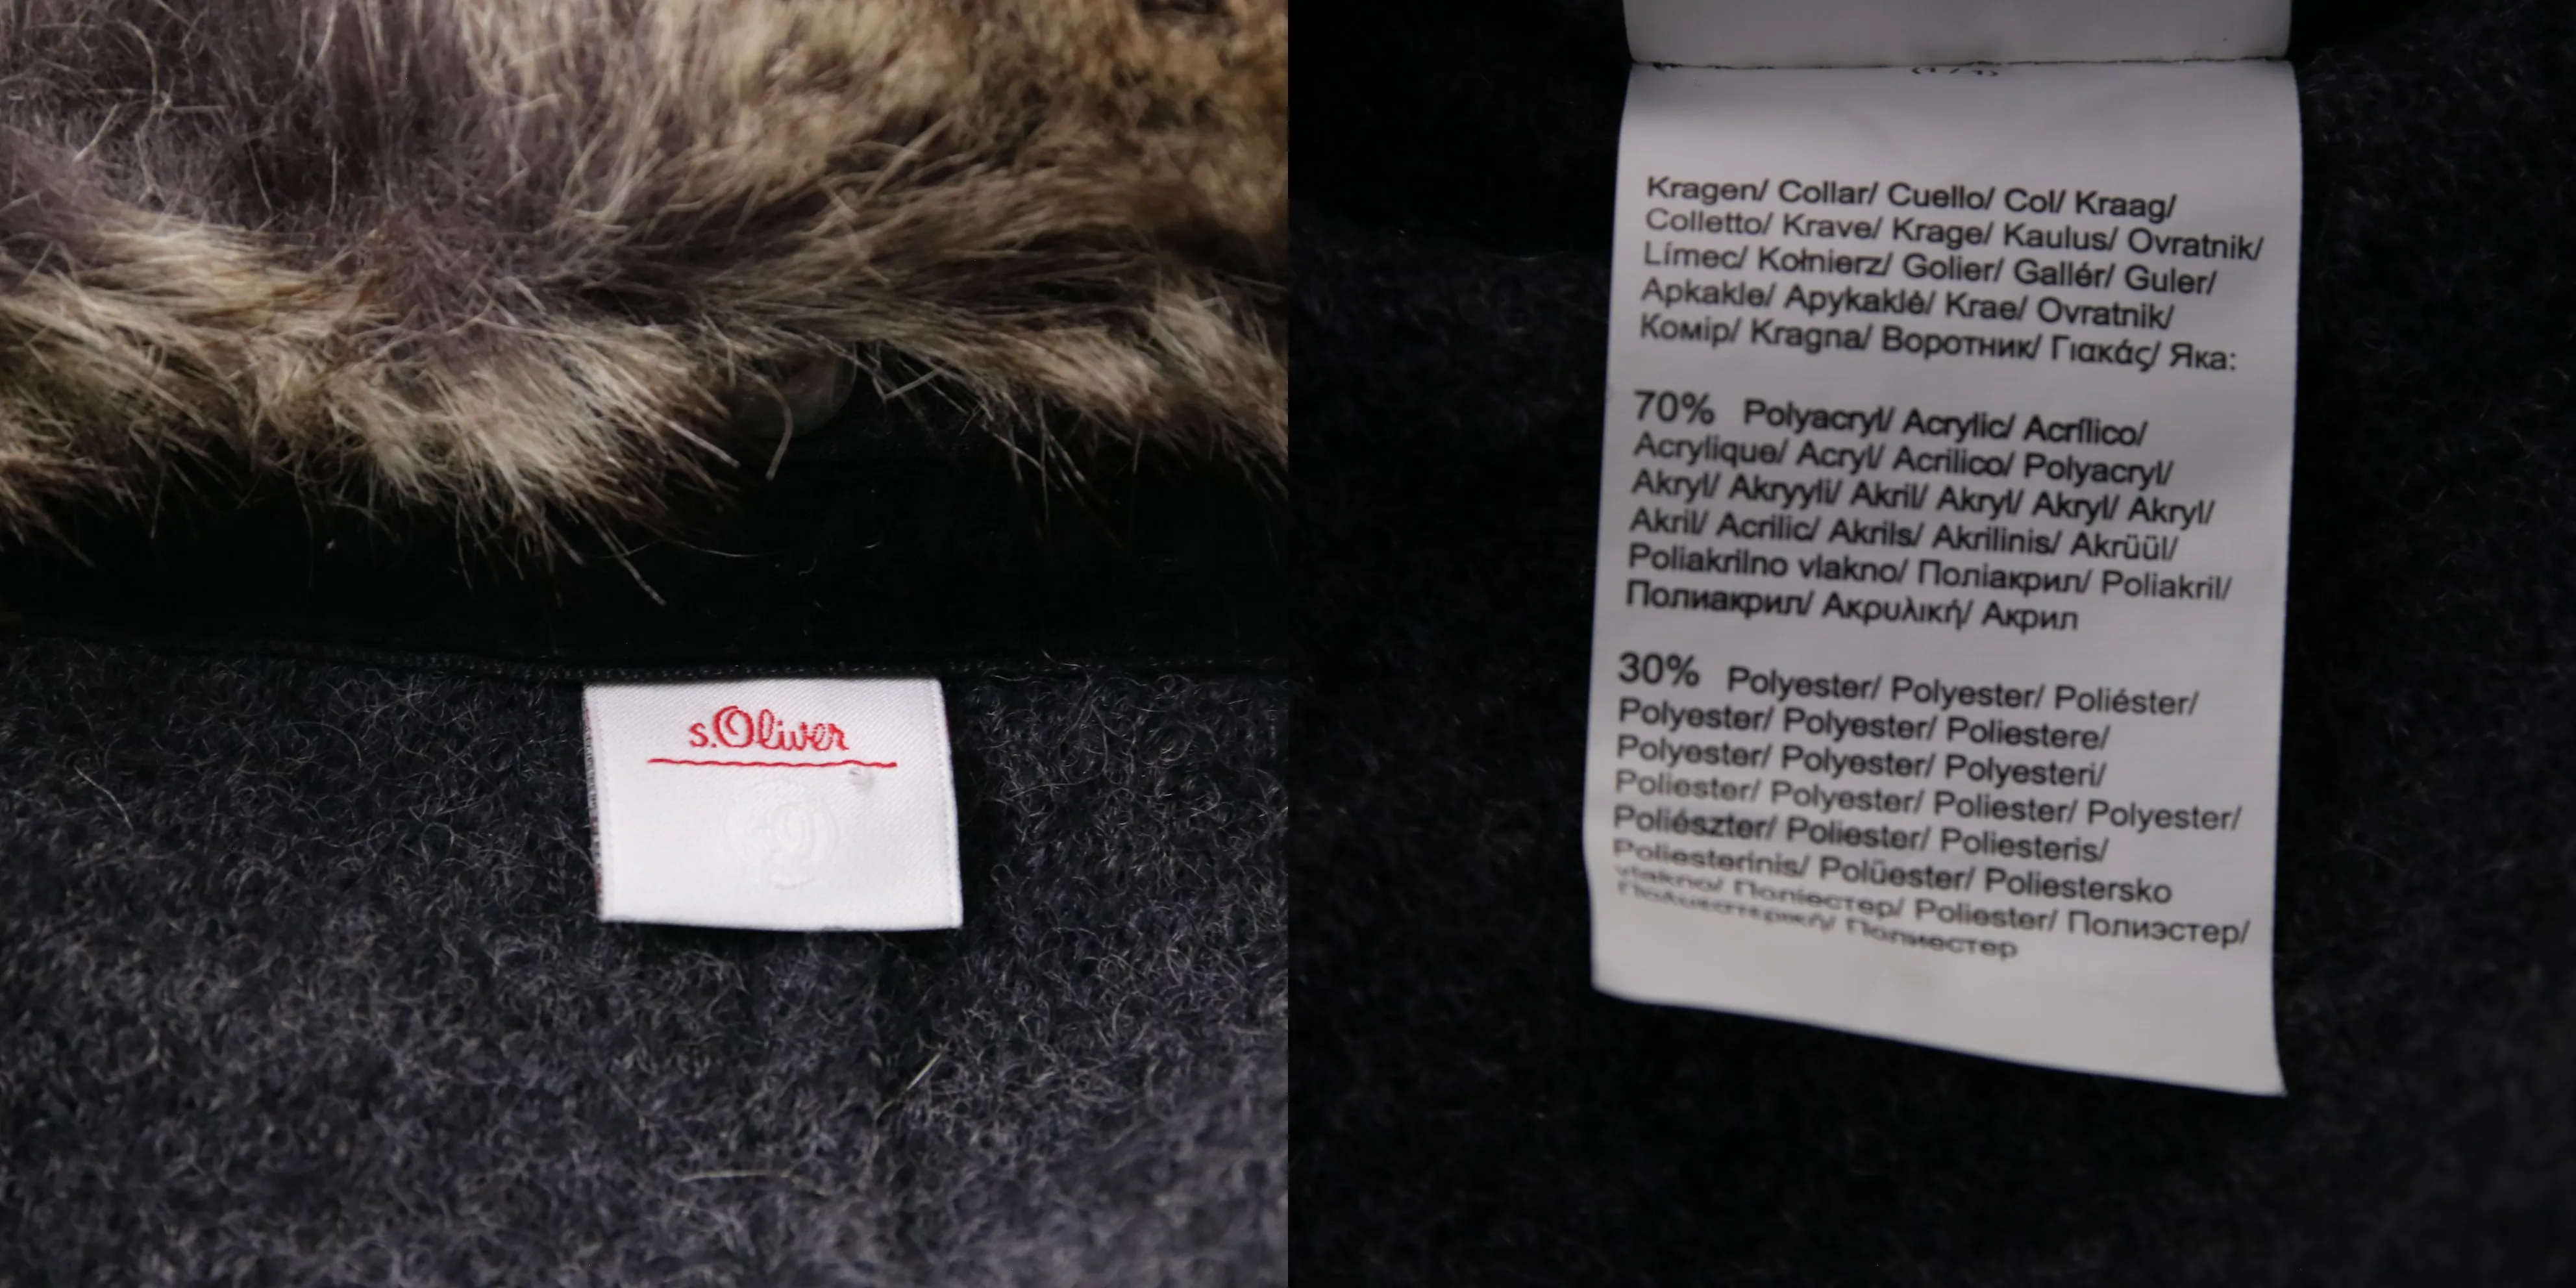 s.Oliver
Kragen/ Collar/ Cuello/ Col/ Kraag/
Colletto/ Krave/ Krage/ Kaulus/ Ovratnik/
Límec/ Kołnierz/ Golier/ Gallér/ Guler/
Apkakle/ Apykaklė/ Krae/ Ovratnik/
Комір/ Kragna/ Воротник/ Γιακάς/ Яка:
70% Polyacryl/ Acrylic/ Acrílico/
Acrylique/ Acryl/ Acrilico/ Polyacryl/
Akryl/ Akryyli/ Akril/ Akryl/ Akryl/ Akryl/
Akril/ Acrilic/ Akrils/ Akrilinis/ Akrüül/
Poliakrilno vlakno/ Поліакрил/ Poliakril/
Полиакрил/ Ακρυλική/ Акрил
30% Polyester/ Polyester/ Poliéster/
Polyester/ Polyester/ Poliestere/
Polyester/ Polyester/ Polyesteri/
Poliester/ Polyester/ Poliester/ Polyester/
Poliészter/ Poliester/ Poliesteris/
Poliesterinis/ Polüester/ Poliestersko
vlakno/ Поліестер/ Poliester/ Полиэстер/
Πολυεστερική/ Полиестер